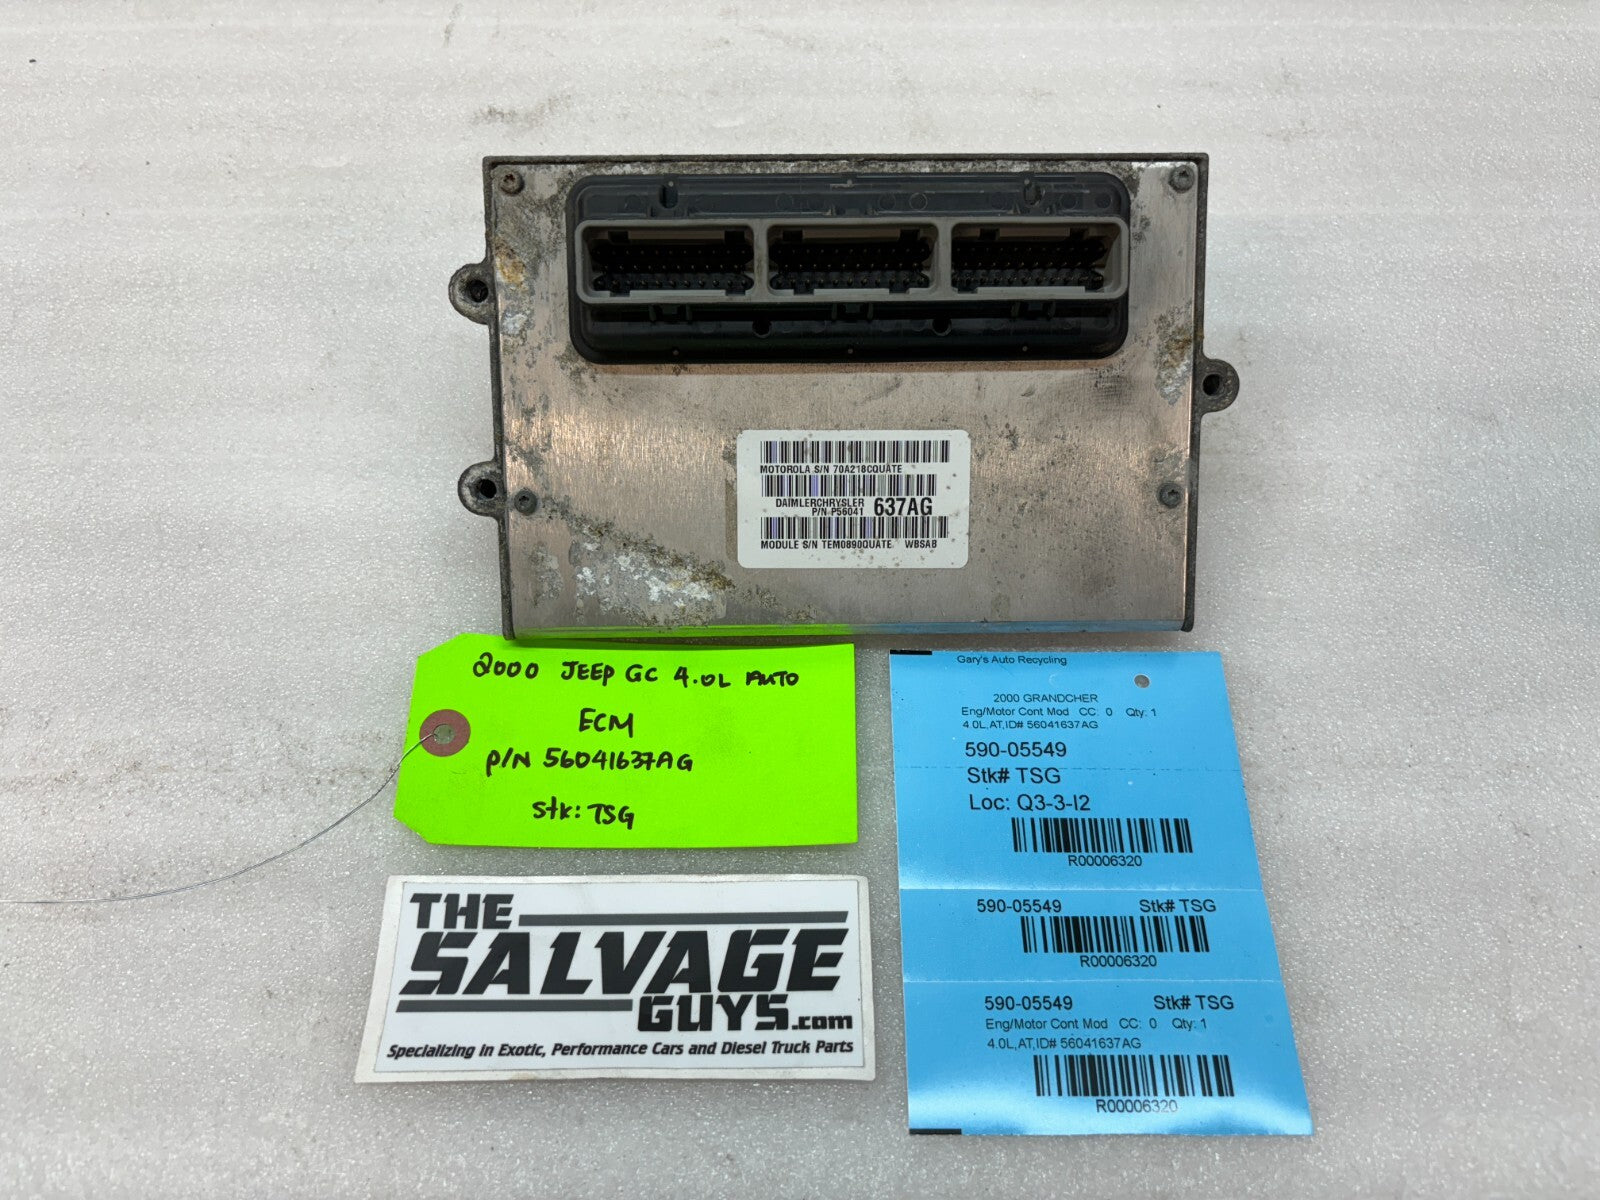 MOTOROLA S/N 70A218CQUATE
DAIMLERCHRYSLER
P/N P56041 637AG
MODULE S/N TEM0890QUATE WBSAB
2000 JEEP GC 4.0L AUTO
ECM
P/N 56041637AG
Stk: TSG
THE
SALVAGE
GUYS.com
Specializing in Exotic, Performance Cars and Diesel Truck Parts
Gary's Auto Recycling
2000 GRANDCHER
Eng/Motor Cont Mod CC: 0 Qty: 1
4.0L,AT,ID# 56041637AG
590-05549
Stk# TSG
Loc: Q3-3-I2
R00006320
590-05549 Stk# TSG
R00006320
590-05549 Stk# TSG
Eng/Motor Cont Mod CC: 0 Qty: 1
4.0L,AT,ID# 56041637AG
R00006320